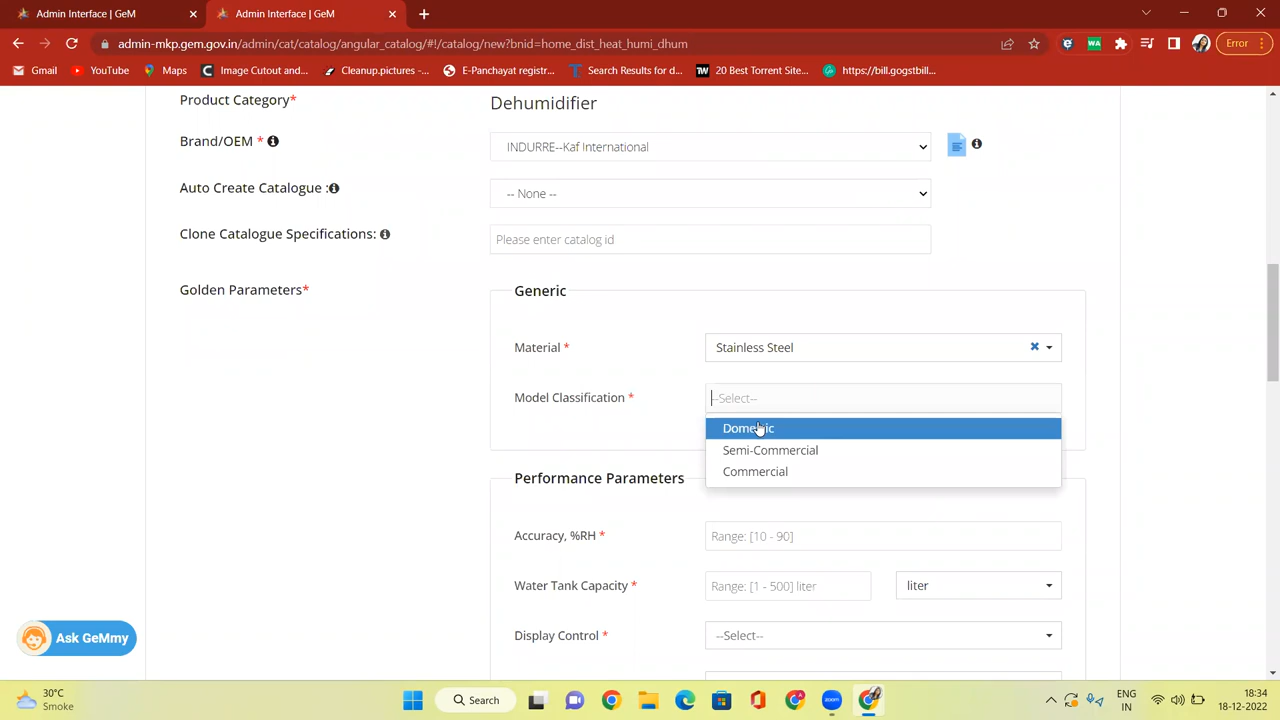 Admin Interface | GeM
Admin Interface | GeM
admin-mkp.gem.gov.in/admin/cat/catalog/angular_catalog/#!/catalog/new?bnid=home_dist_heat_humi_dhum
Error
Gmail
YouTube
Maps
Image Cutout and...
Cleanup.pictures -...
E-Panchayat registr...
Search Results for d...
20 Best Torrent Site...
https://bill.gogstbill...
Product Category*
Dehumidifier
Brand/OEM *
INDURRE--Kaf International
Auto Create Catalogue :
-- None --
Clone Catalogue Specifications:
Please enter catalog id
Golden Parameters*
Generic
Material *
Stainless Steel
Model Classification *
--Select--
Domestic
Semi-Commercial
Commercial
Performance Parameters
Accuracy, %RH *
Range: [10 - 90]
Water Tank Capacity *
Range: [1 - 500] liter
liter
Display Control *
--Select--
Ask GeMmy
30°C
Smoke
Search
zoom
ENG
IN
18:34
18-12-2022